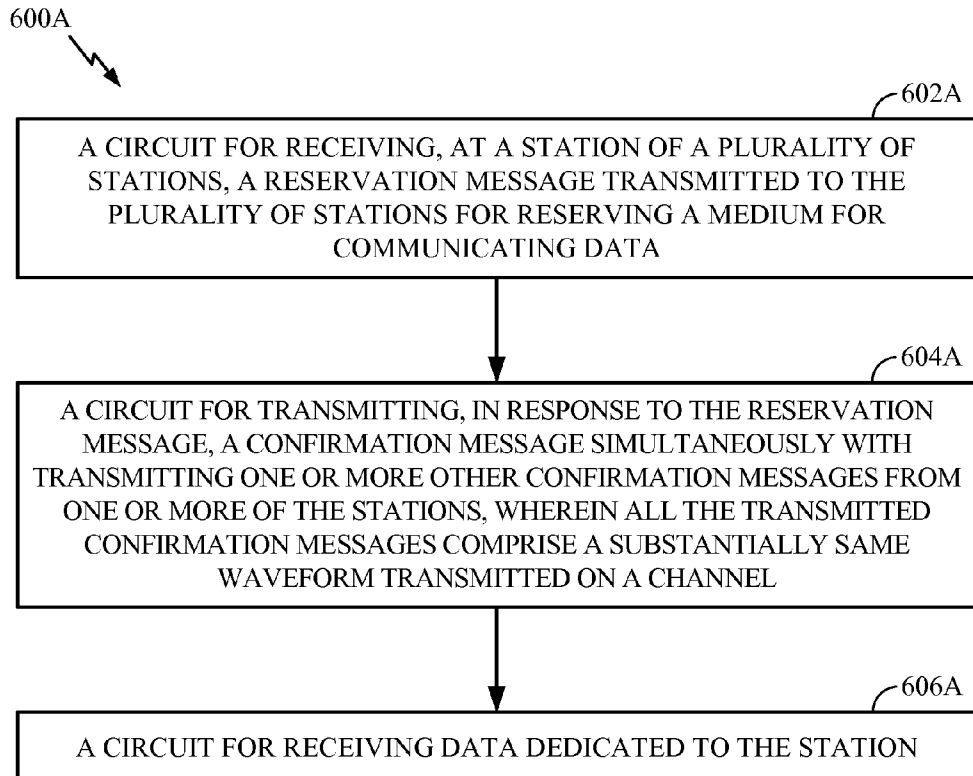 600A
602A
A CIRCUIT FOR RECEIVING, AT A STATION OF A PLURALITY OF
STATIONS, A RESERVATION MESSAGE TRANSMITTED TO THE
PLURALITY OF STATIONS FOR RESERVING A MEDIUM FOR
COMMUNICATING DATA
604A
A CIRCUIT FOR TRANSMITTING, IN RESPONSE TO THE RESERVATION
MESSAGE, A CONFIRMATION MESSAGE SIMULTANEOUSLY WITH
TRANSMITTING ONE OR MORE OTHER CONFIRMATION MESSAGES FROM
ONE OR MORE OF THE STATIONS, WHEREIN ALL THE TRANSMITTED
CONFIRMATION MESSAGES COMPRISE A SUBSTANTIALLY SAME
WAVEFORM TRANSMITTED ON A CHANNEL
606A
A CIRCUIT FOR RECEIVING DATA DEDICATED TO THE STATION